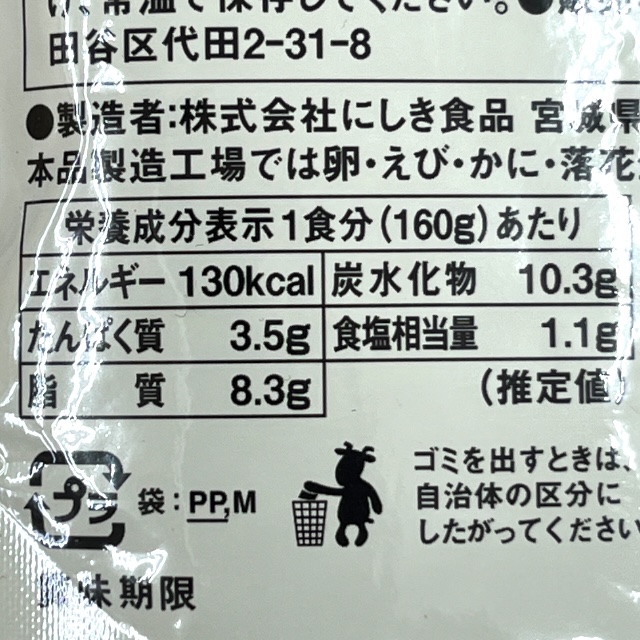 け、常温で保存してください。●販
田谷区代田2-31-8
●製造者:株式会社にしき食品 宮城県
本品製造工場では卵・えび・かに・落花
栄養成分表示1食分(160g)あたり
エネルギー 130kcal 炭水化物 10.3g
たんぱく質 3.5g 食塩相当量 1.1g
脂質 8.3g (推定値)
プラ 袋:PP,M
ゴミを出すときは、
自治体の区分に
したがってください
賞味期限